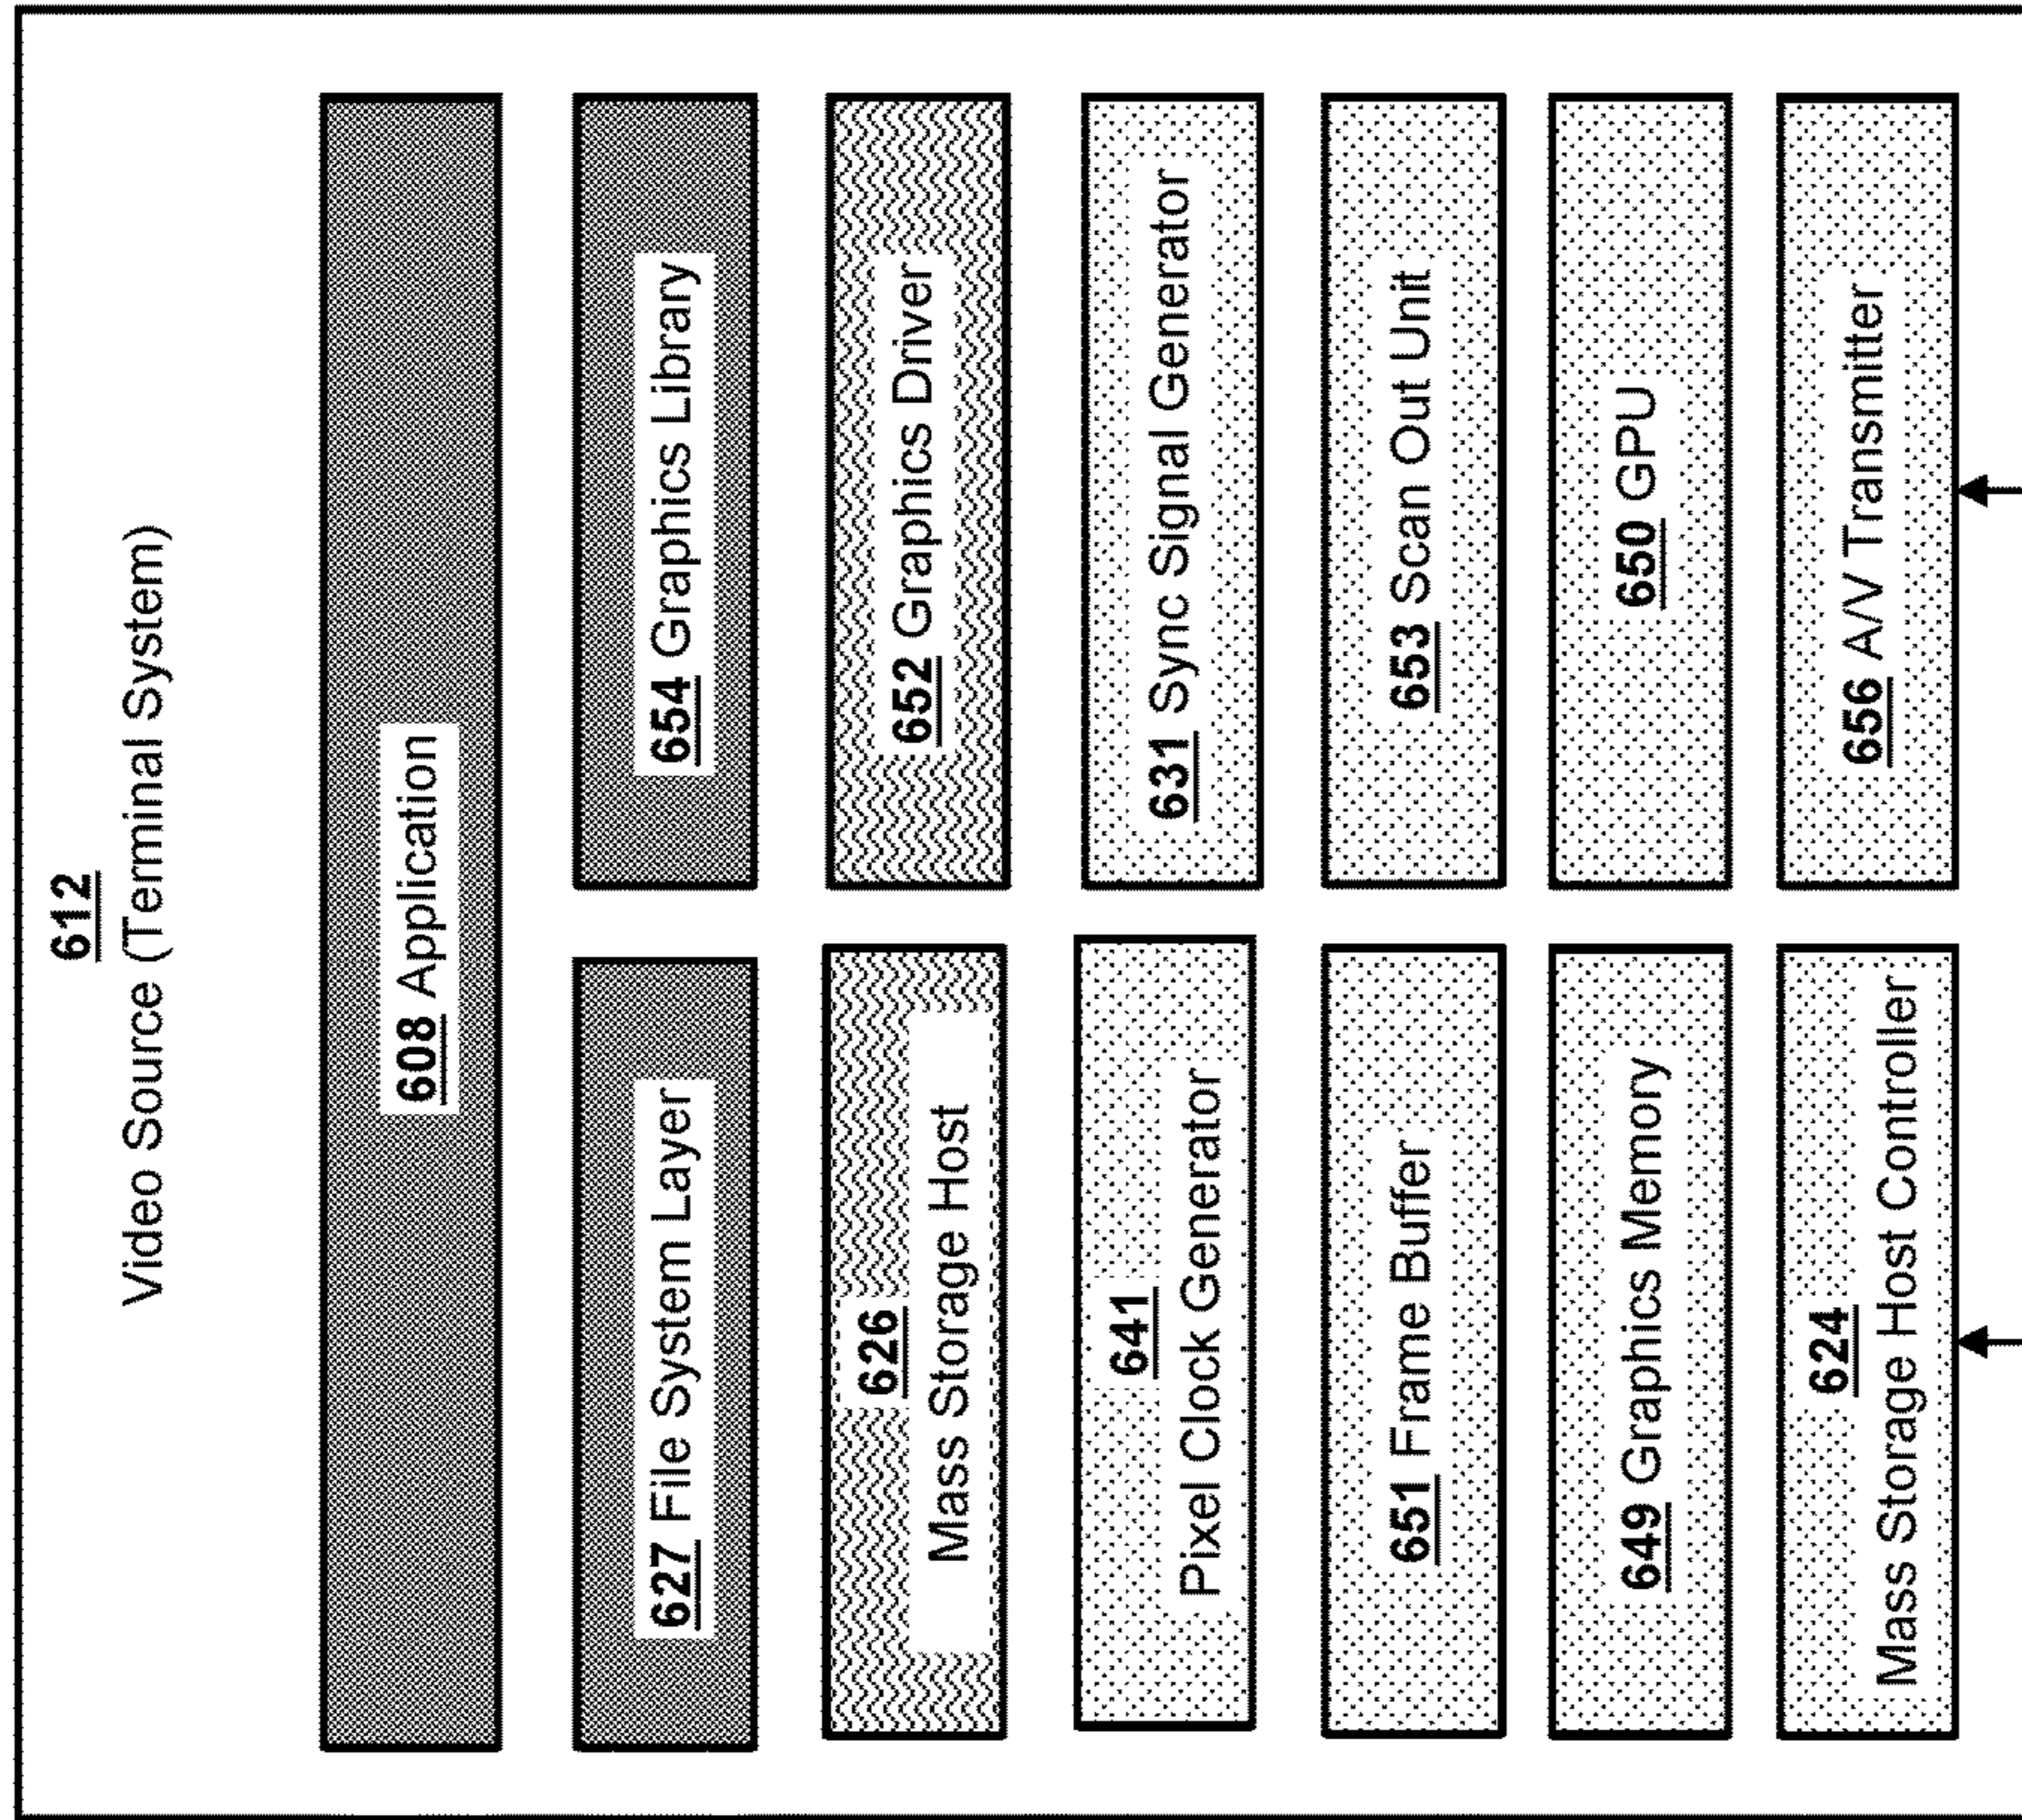 612
Video Source (Terminal System)
608 Application
627 File System Layer
654 Graphics Library
626
Mass Storage Host
652 Graphics Driver
641
Pixel Clock Generator
631 Sync Signal Generator
651 Frame Buffer
653 Scan Out Unit
649 Graphics Memory
650 GPU
624
Mass Storage Host Controller
656 A/V Transmitter